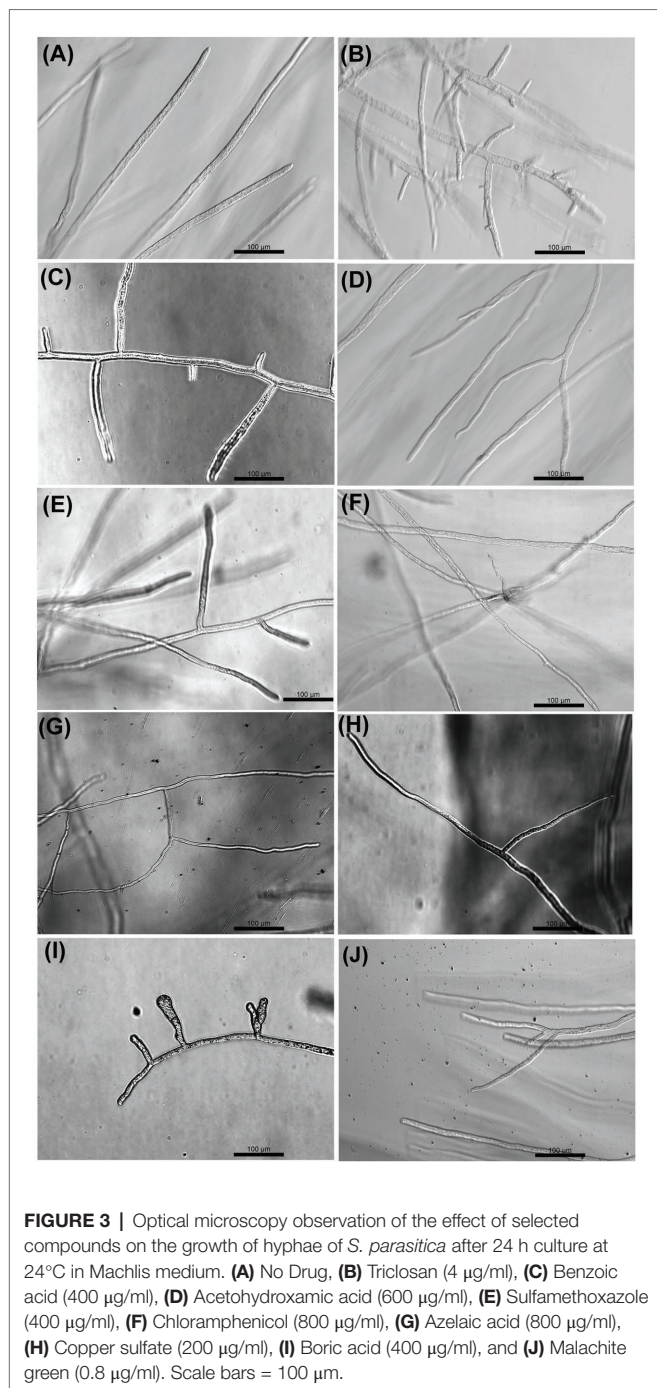 (A)
100 µm
(B)
100 µm
(C)
100 µm
(D)
100 µm
(E)
100 µm
(F)
100 µm
(G)
100 µm
(H)
100 µm
(I)
100 µm
(J)
100 µm
FIGURE 3 | Optical microscopy observation of the effect of selected
compounds on the growth of hyphae of S. parasitica after 24 h culture at
24°C in Machlis medium. (A) No Drug, (B) Triclosan (4 μg/ml), (C) Benzoic
acid (400 μg/ml), (D) Acetohydroxamic acid (600 μg/ml), (E) Sulfamethoxazole
(400 μg/ml), (F) Chloramphenicol (800 μg/ml), (G) Azelaic acid (800 μg/ml),
(H) Copper sulfate (200 μg/ml), (I) Boric acid (400 μg/ml), and (J) Malachite
green (0.8 μg/ml). Scale bars = 100 μm.